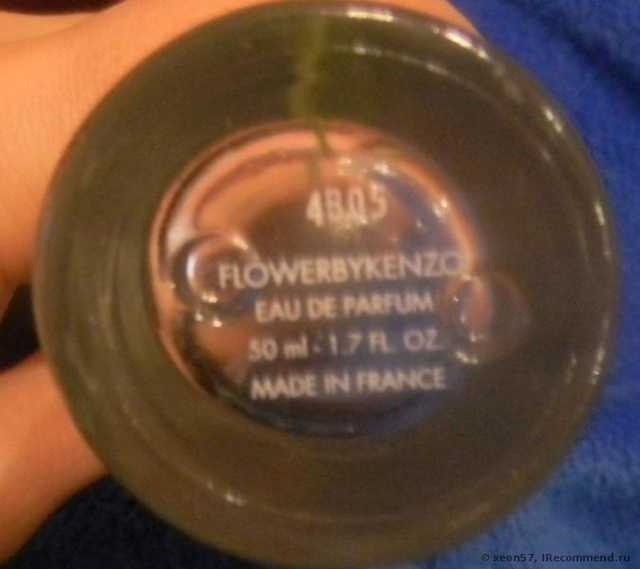 4B05
FLOWERBYKENZO
EAU DE PARFUM
50 ml - 1.7 FL. OZ.
MADE IN FRANCE
© xeon57, IRecommend.ru